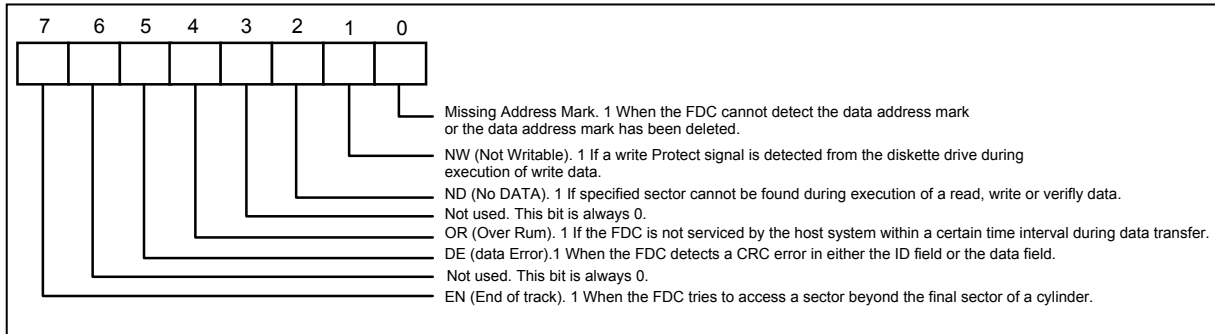 7 6 5 4 3 2 1 0
Missing Address Mark. 1 When the FDC cannot detect the data address mark
or the data address mark has been deleted.
NW (Not Writable). 1 If a write Protect signal is detected from the diskette drive during
execution of write data.
ND (No DATA). 1 If specified sector cannot be found during execution of a read, write or verifly data.
Not used. This bit is always 0.
OR (Over Rum). 1 If the FDC is not serviced by the host system within a certain time interval during data transfer.
DE (data Error).1 When the FDC detects a CRC error in either the ID field or the data field.
Not used. This bit is always 0.
EN (End of track). 1 When the FDC tries to access a sector beyond the final sector of a cylinder.